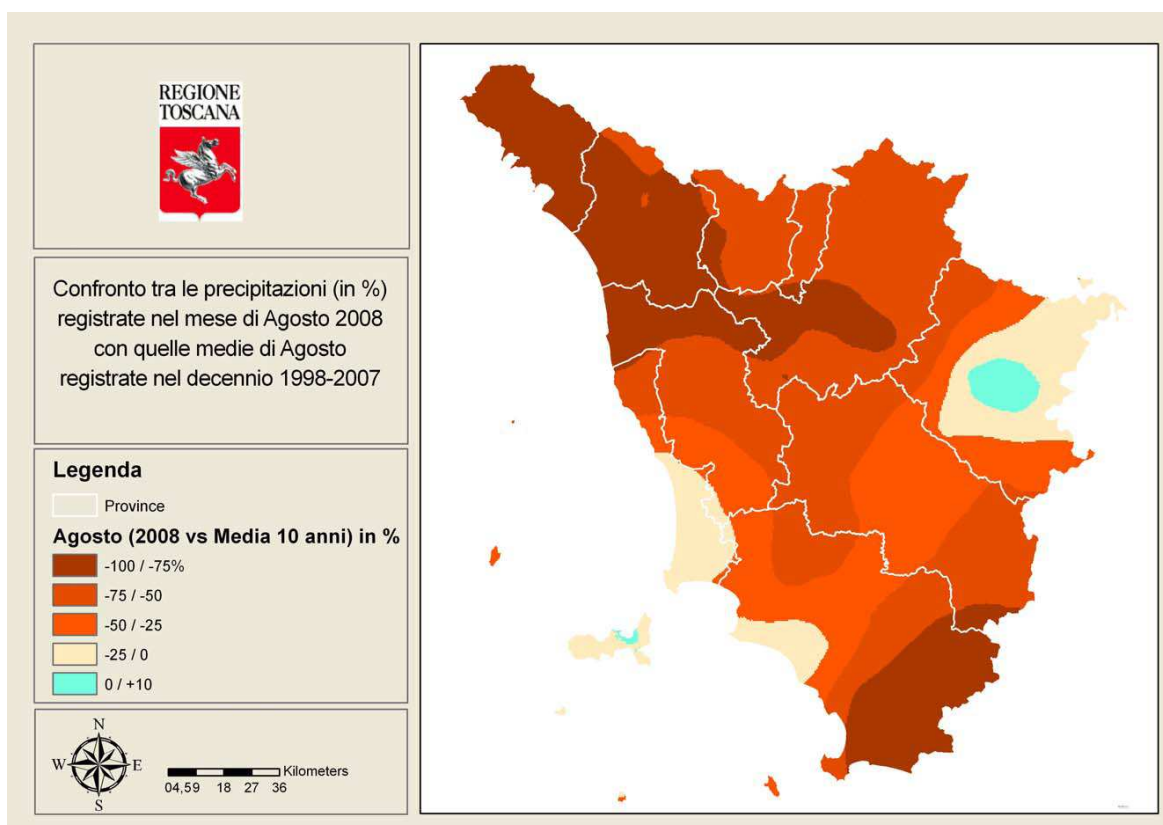 REGIONE
TOSCANA
Confronto tra le precipitazioni (in %)
registrate nel mese di Agosto 2008
con quelle medie di Agosto
registrate nel decennio 1998-2007
Legenda
Province
Agosto (2008 vs Media 10 anni) in %
-100 / -75%
-75 / -50
-50 / -25
-25 / 0
0 / +10
N
W E
S
Kilometers
04,59 18 27 36